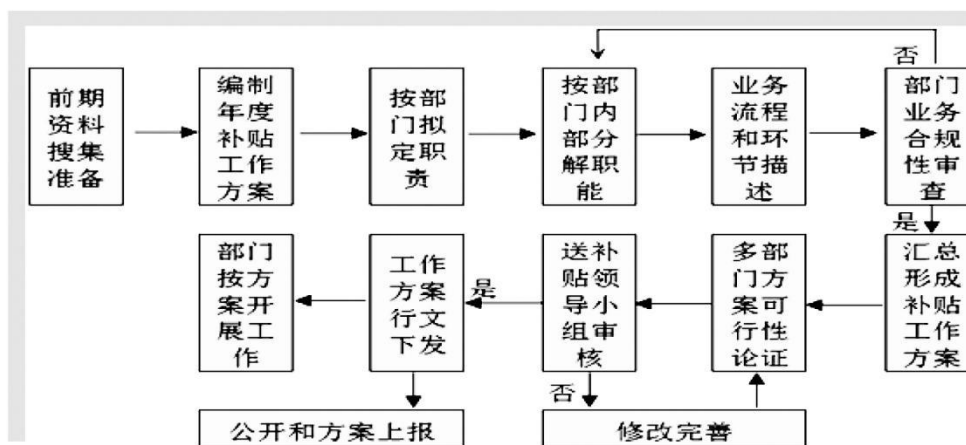 否
前期
资料
搜集
准备
编制
年度
补贴
工作
方案
按部
门拟
定职
责
按部
门内
部分
解职
能
业务
流程
和环
节描
述
部门
业务
合规
性审
查
是
部门
按方
案开
展工
作
工作
方案
行文
下发
是
送补
贴领
导小
组审
核
多部
门方
案可
行性
论证
汇总
形成
补贴
工作
方案
否
公开和方案上报
修改完善